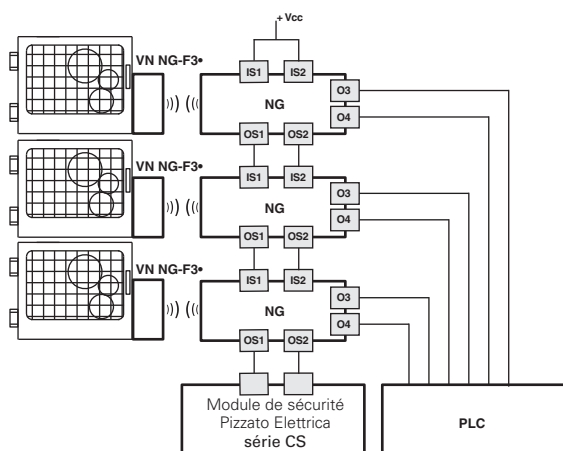 + Vcc
VN NG-F3•
IS1 IS2
NG
O3
O4
OS1 OS2
VN NG-F3•
IS1 IS2
NG
O3
O4
OS1 OS2
VN NG-F3•
IS1 IS2
NG
O3
O4
OS1 OS2
Module de sécurité
Pizzato Elettrica
série CS
PLC